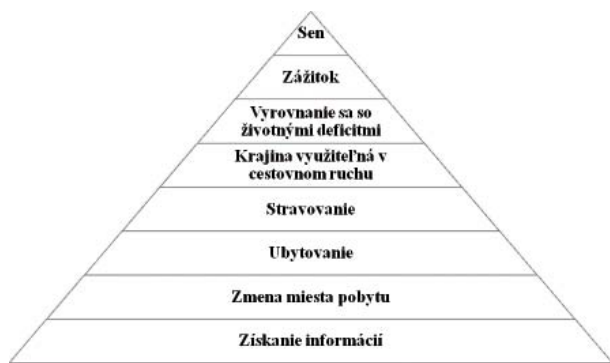 Sen
Zážitok
Vyrovnanie sa so
životnými deficitmi
Krajina využiteľná v
cestovnom ruchu
Stravovanie
Ubytovanie
Zmena miesta pobytu
Získanie informácií